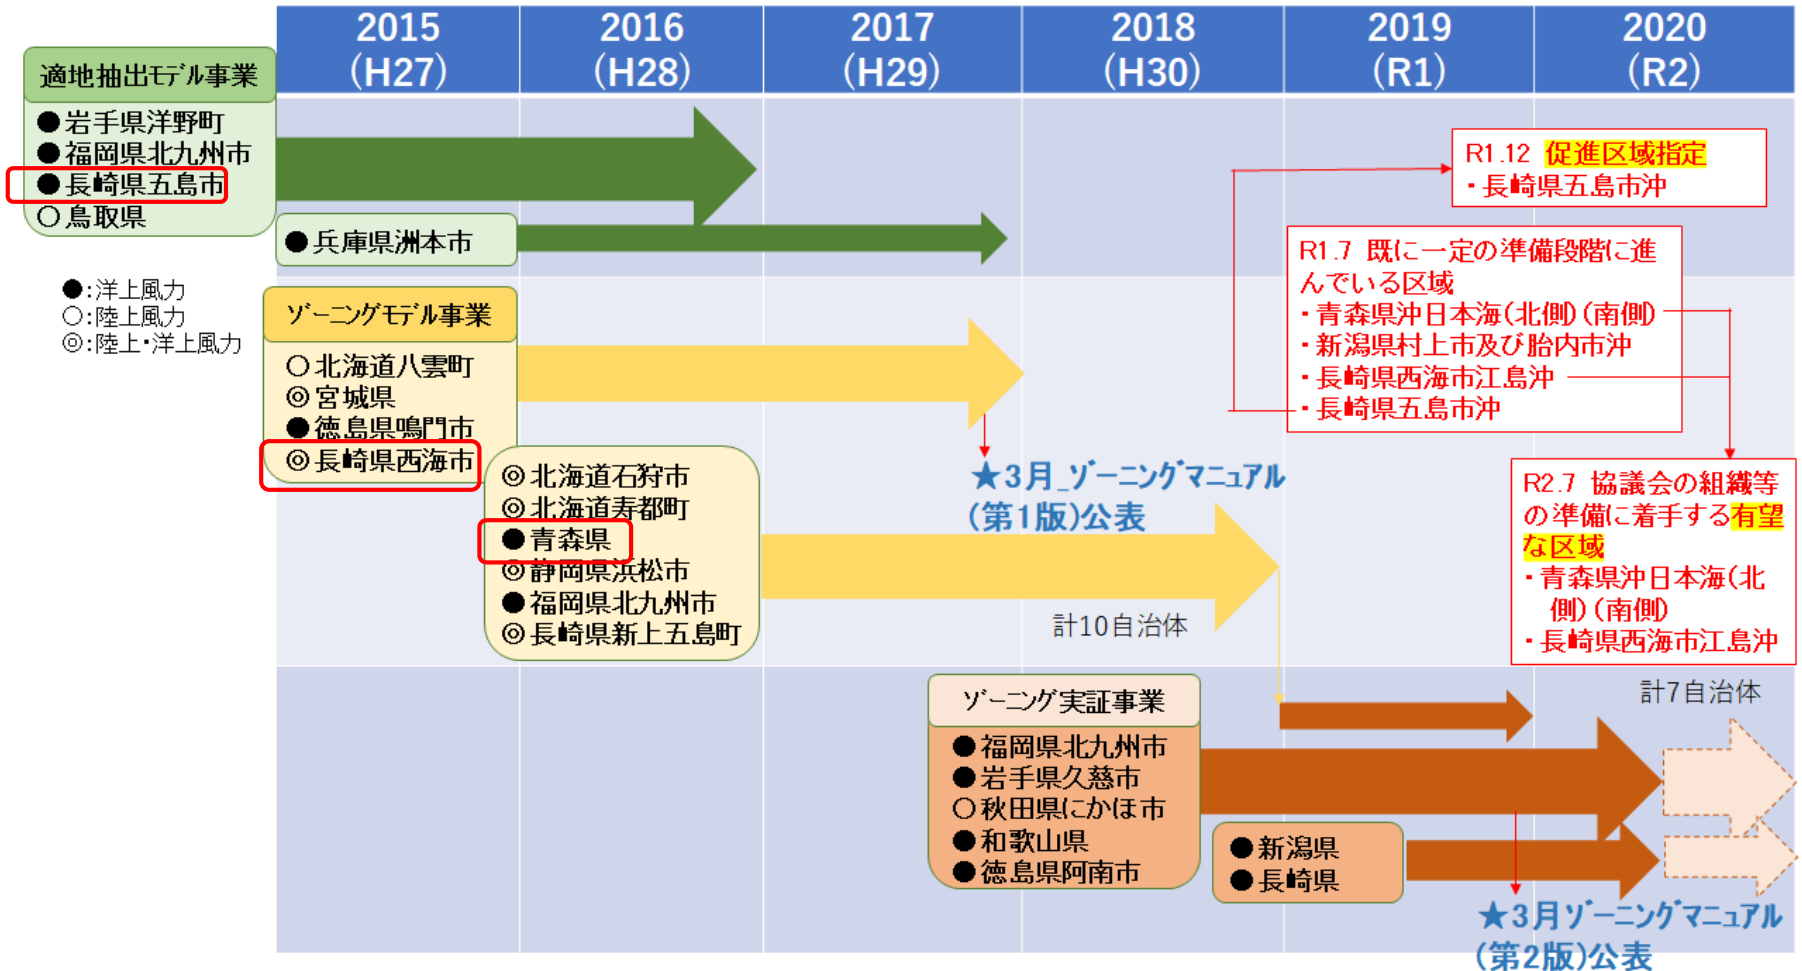 2015
(H27)
2016
(H28)
2017
(H29)
2018
(H30)
2019
(R1)
2020
(R2)
適地抽出ﾓﾃﾞﾙ事業
●岩手県洋野町
●福岡県北九州市
●長崎県五島市
○鳥取県
●兵庫県洲本市
●:洋上風力
○:陸上風力
◎:陸上・洋上風力
ｿﾞｰﾆﾝｸﾞﾓﾃﾞﾙ事業
○北海道八雲町
◎宮城県
●徳島県鳴門市
◎長崎県西海市
◎北海道石狩市
◎北海道寿都町
●青森県
◎静岡県浜松市
●福岡県北九州市
◎長崎県新上五島町
★3月_ｿﾞｰﾆﾝｸﾞﾏﾆｭｱﾙ
(第1版)公表
計10自治体
R1.12 促進区域指定
・長崎県五島市沖
R1.7 既に一定の準備段階に進
んでいる区域
・青森県沖日本海(北側)(南側)
・新潟県村上市及び胎内市沖
・長崎県西海市江島沖
・長崎県五島市沖
R2.7 協議会の組織等
の準備に着手する有望
な区域
・青森県沖日本海(北
側)(南側)
・長崎県西海市江島沖
計7自治体
ｿﾞｰﾆﾝｸﾞ実証事業
●福岡県北九州市
●岩手県久慈市
○秋田県にかほ市
●和歌山県
●徳島県阿南市
●新潟県
●長崎県
★3月ｿﾞｰﾆﾝｸﾞﾏﾆｭｱﾙ
(第2版)公表